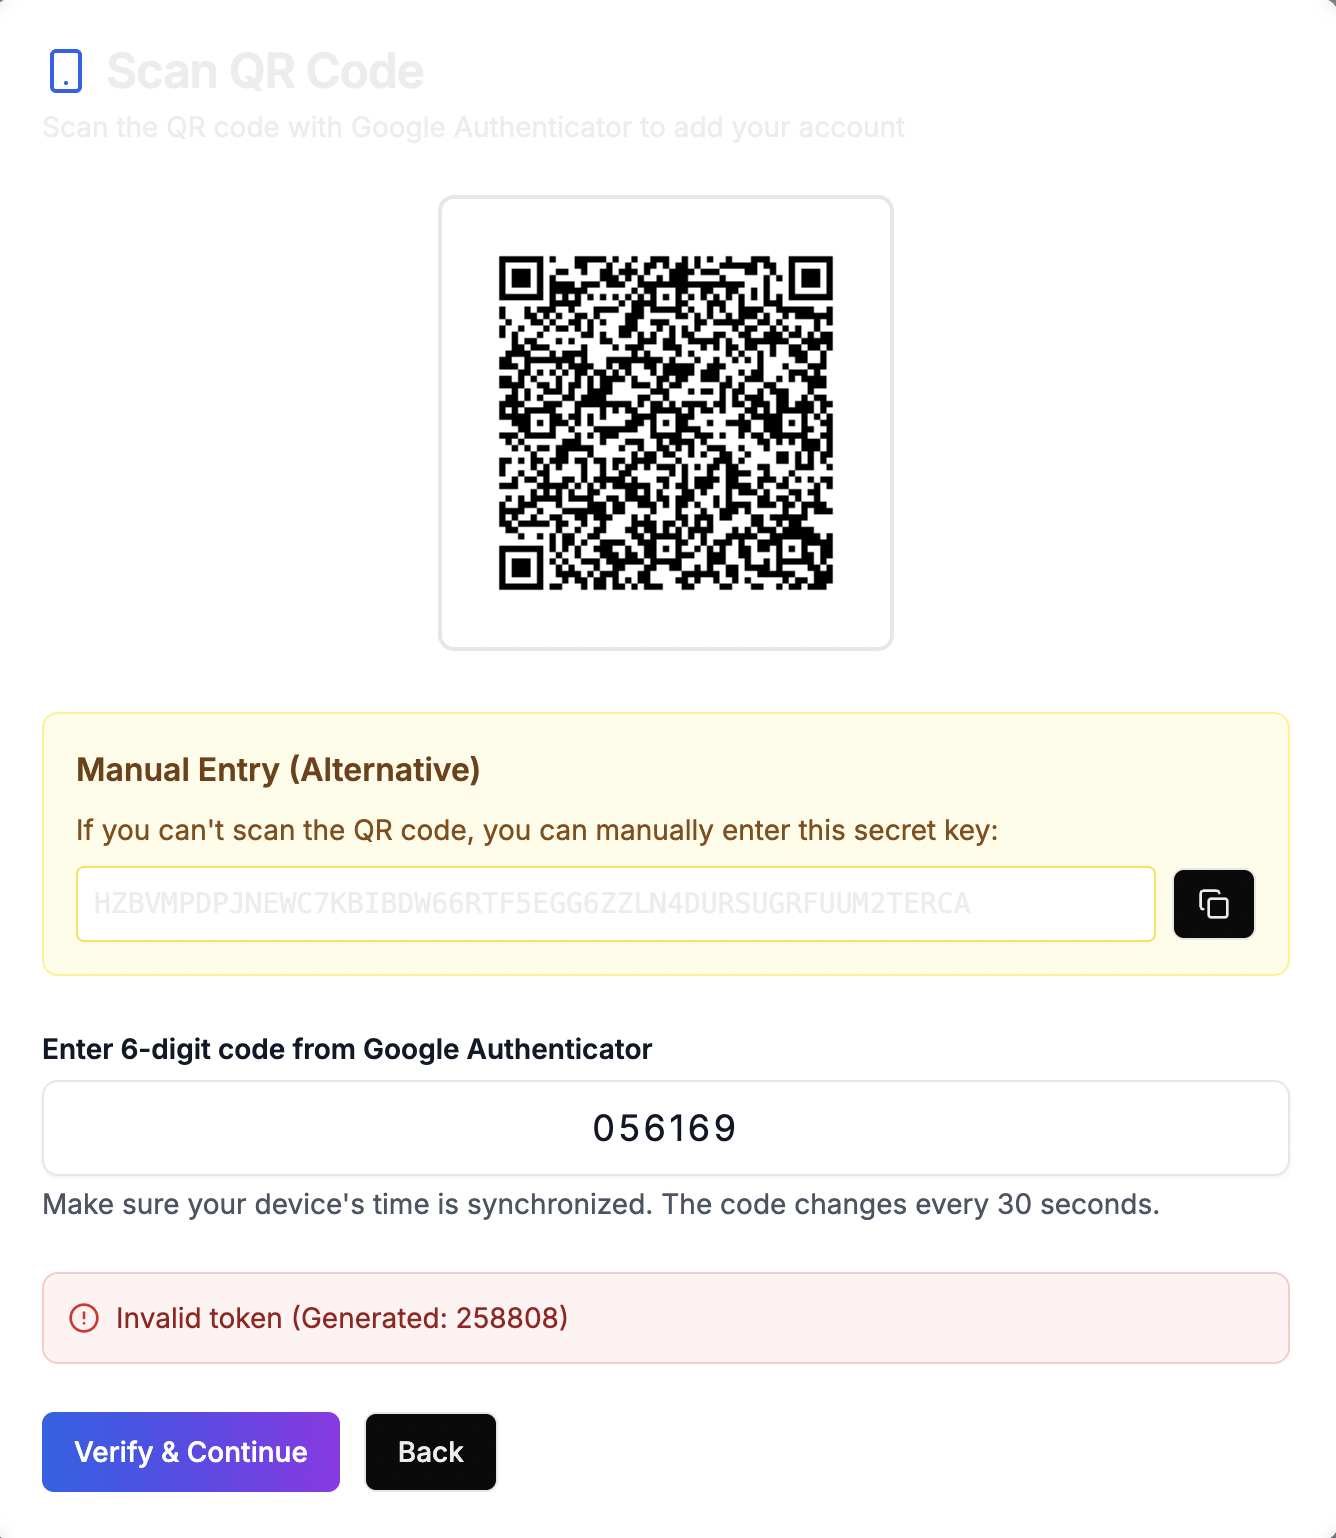 Scan QR Code
Scan the QR code with Google Authenticator to add your account
Manual Entry (Alternative)
If you can't scan the QR code, you can manually enter this secret key:
HZBVMPDPJNEWC7KBIBDW66RTF5EGG6ZZLN4DURSUGRFUUM2TERCA
Enter 6-digit code from Google Authenticator
056169
Make sure your device's time is synchronized. The code changes every 30 seconds.
Invalid token (Generated: 258808)
Verify & Continue
Back